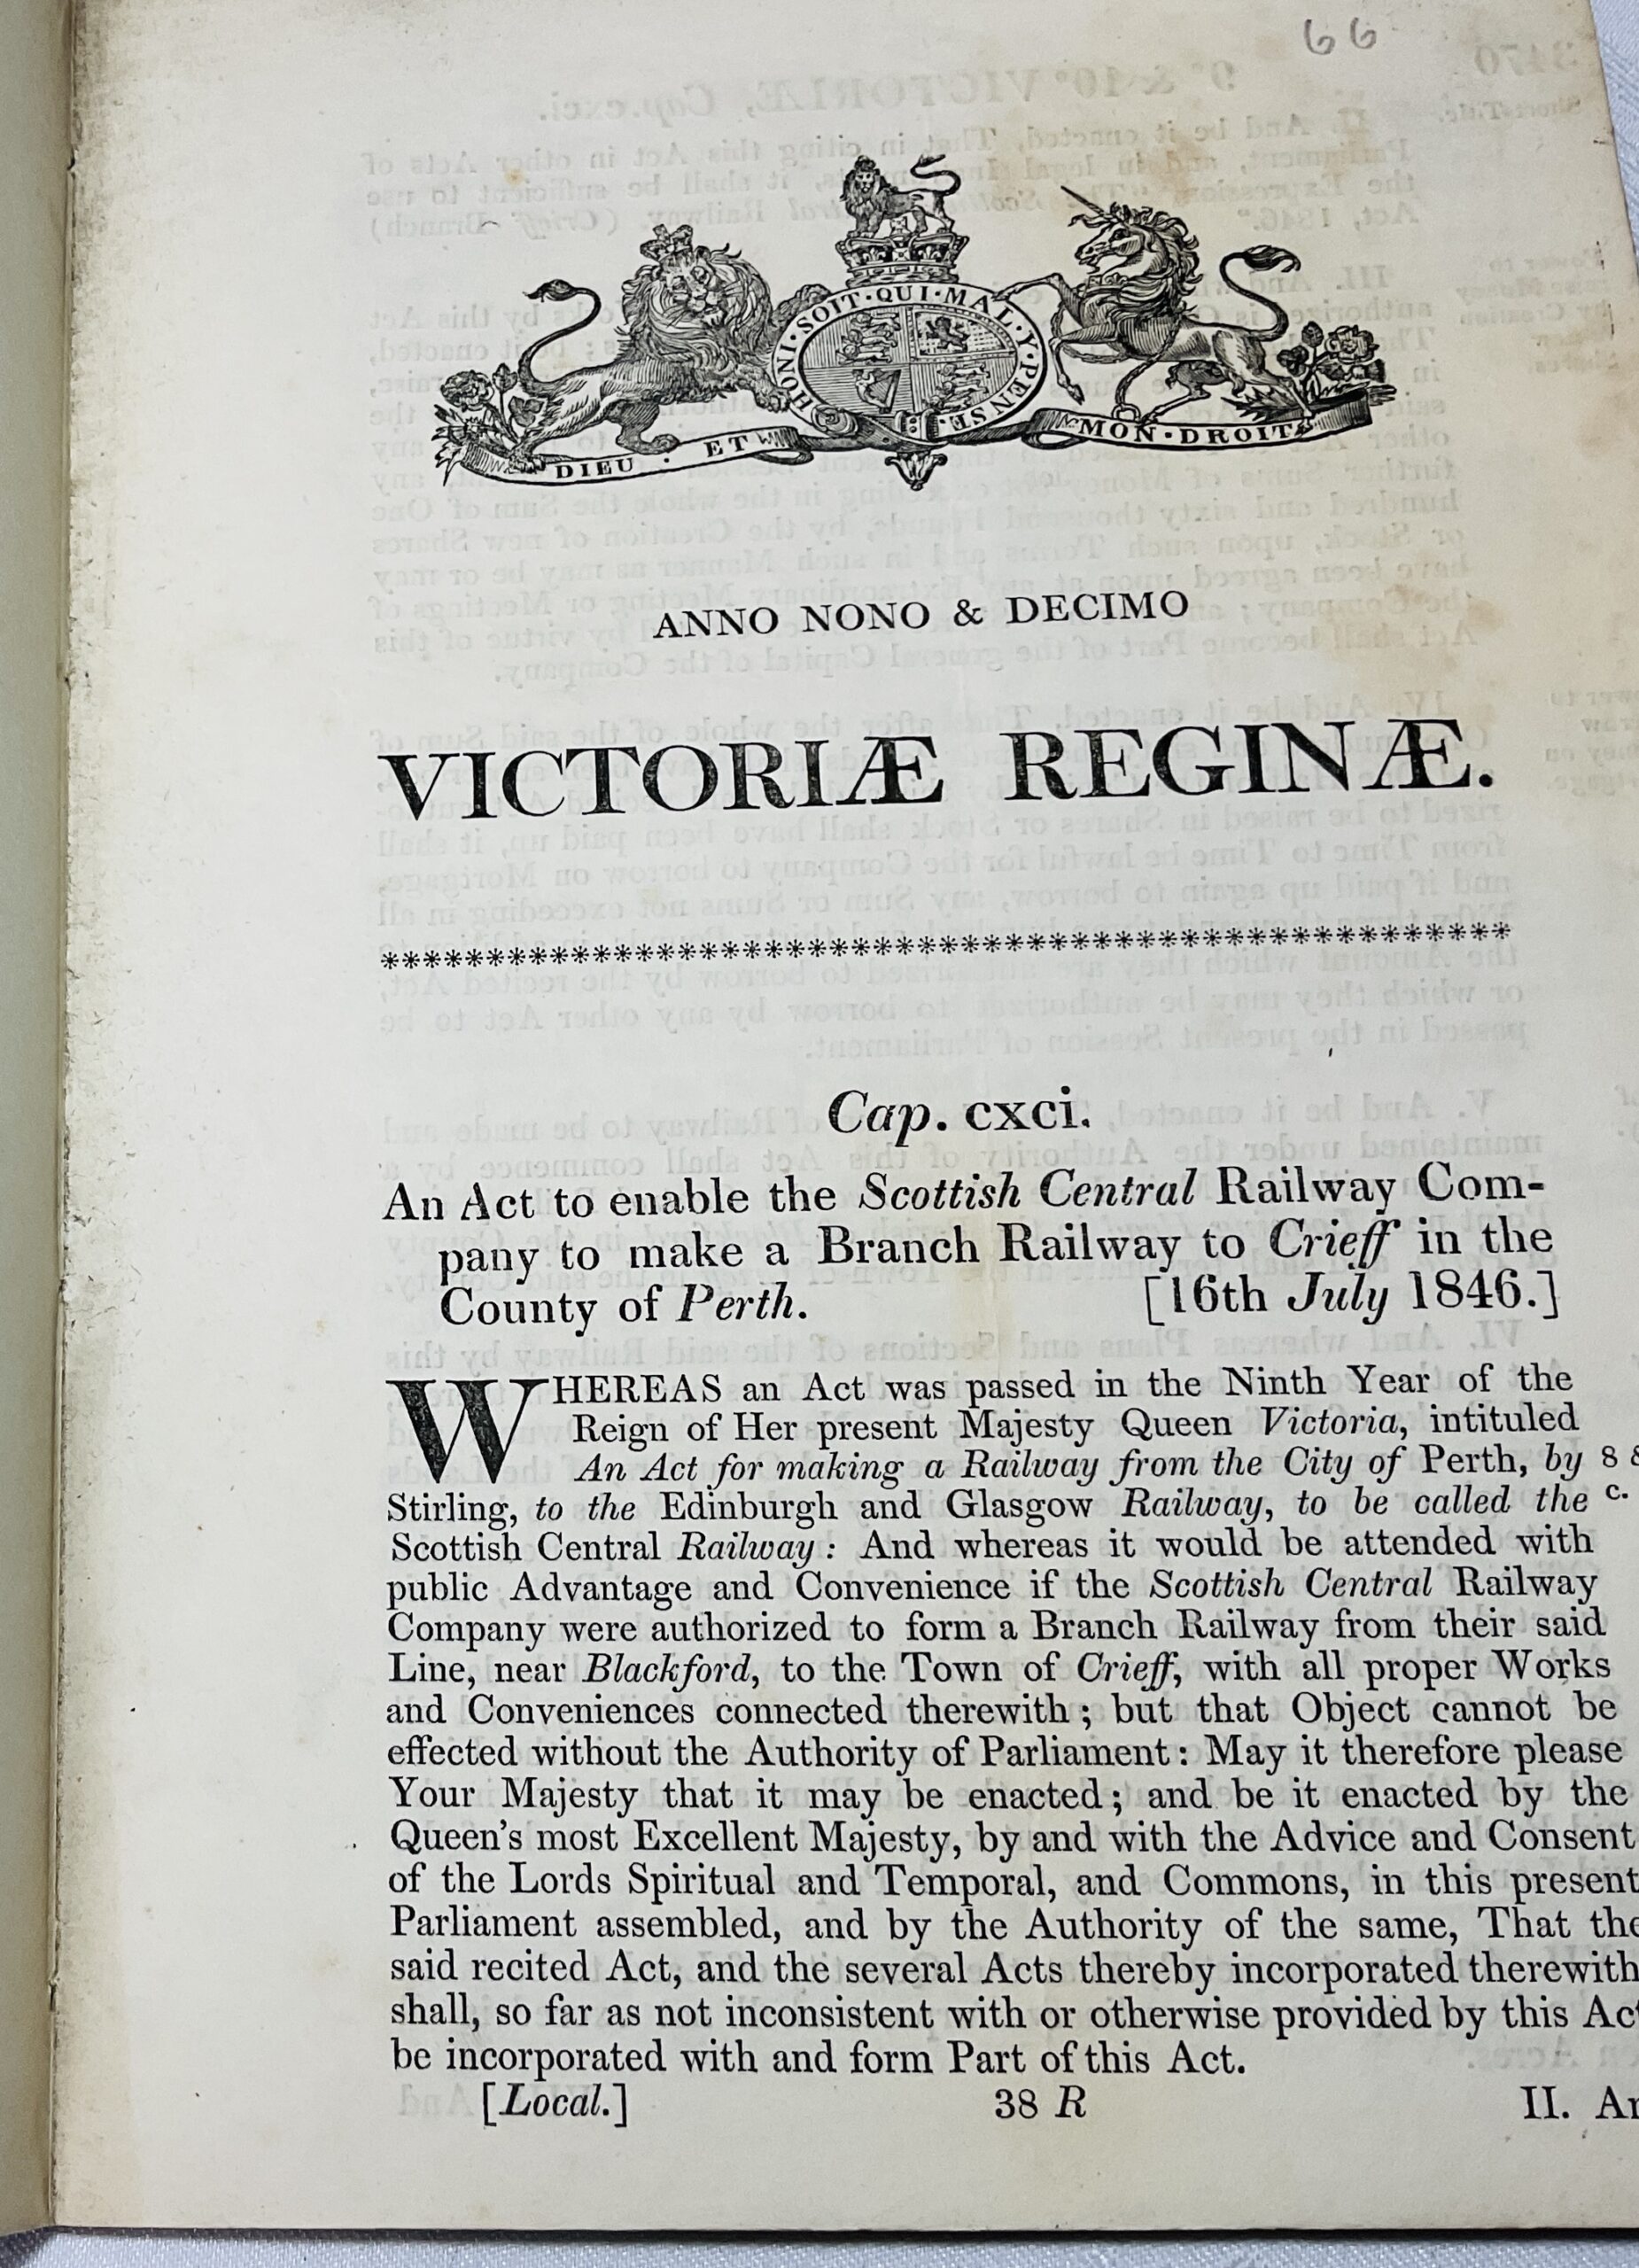 66
HONI · SOIT · QUI · MAL · Y · PENSE
DIEU · ET MON · DROIT
ANNO NONO & DECIMO
VICTORIÆ REGINÆ.
***************************************************
Cap. cxci.
An Act to enable the Scottish Central Railway Com-
pany to make a Branch Railway to Crieff in the
County of Perth. [16th July 1846.]
WHEREAS an Act was passed in the Ninth Year of the
Reign of Her present Majesty Queen Victoria, intituled
An Act for making a Railway from the City of Perth, by 8 &
Stirling, to the Edinburgh and Glasgow Railway, to be called the c.
Scottish Central Railway: And whereas it would be attended with
public Advantage and Convenience if the Scottish Central Railway
Company were authorized to form a Branch Railway from their said
Line, near Blackford, to the Town of Crieff, with all proper Works
and Conveniences connected therewith; but that Object cannot be
effected without the Authority of Parliament: May it therefore please
Your Majesty that it may be enacted; and be it enacted by the
Queen's most Excellent Majesty, by and with the Advice and Consent
of the Lords Spiritual and Temporal, and Commons, in this present
Parliament assembled, and by the Authority of the same, That the
said recited Act, and the several Acts thereby incorporated therewith
shall, so far as not inconsistent with or otherwise provided by this Act
be incorporated with and form Part of this Act.
[Local.] 38 R II.